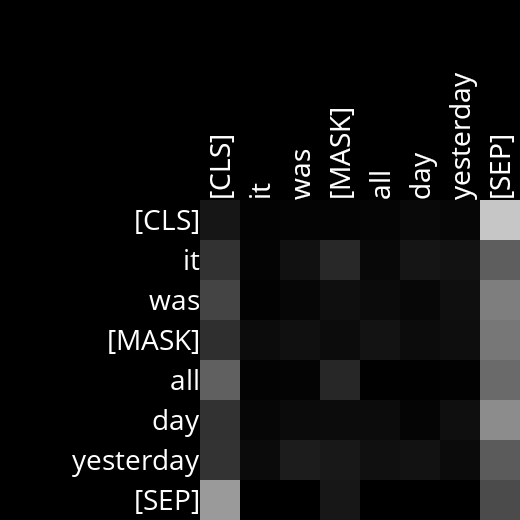 [CLS] it was [MASK] all day yesterday [SEP]
[CLS]
it
was
[MASK]
all
day
yesterday
[SEP]